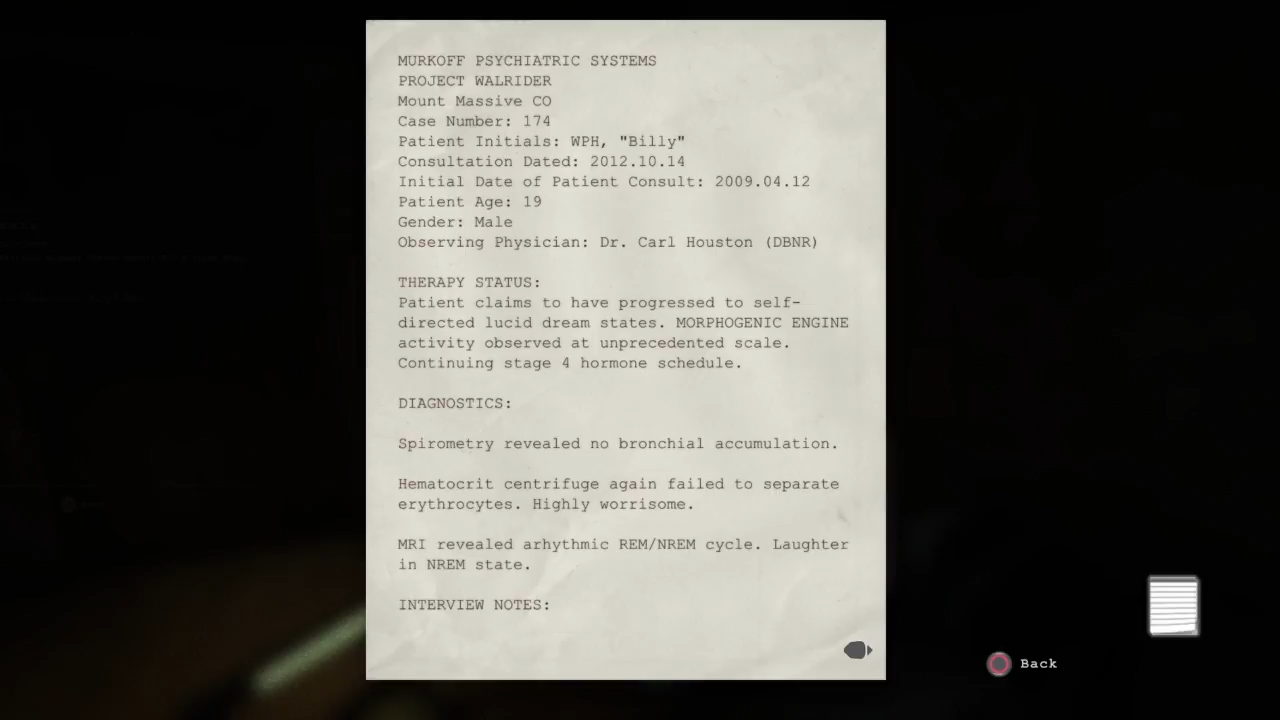 MURKOFF PSYCHIATRIC SYSTEMS
PROJECT WALRIDER
Mount Massive CO
Case Number: 174
Patient Initials: WPH, "Billy"
Consultation Dated: 2012.10.14
Initial Date of Patient Consult: 2009.04.12
Patient Age: 19
Gender: Male
Observing Physician: Dr. Carl Houston (DBNR)
THERAPY STATUS:
Patient claims to have progressed to self-
directed lucid dream states. MORPHOGENIC ENGINE
activity observed at unprecedented scale.
Continuing stage 4 hormone schedule.
DIAGNOSTICS:
Spirometry revealed no bronchial accumulation.
Hematocrit centrifuge again failed to separate
erythrocytes. Highly worrisome.
MRI revealed arhythmic REM/NREM cycle. Laughter
in NREM state.
INTERVIEW NOTES:
Back